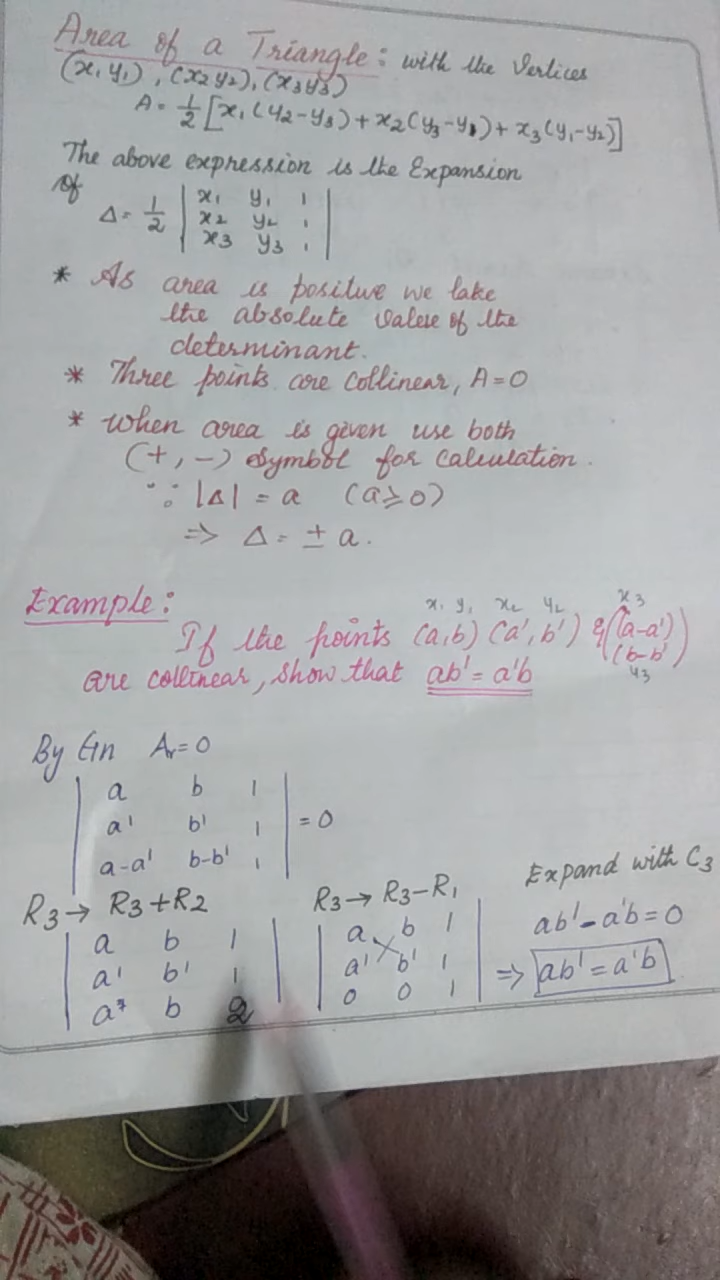 Area of a Triangle: with the Vertices
(x₁ y₁), (x₂ y₂), (x₃ y₃)
A = 1/2 [x₁ (y₂-y₃) + x₂ (y₃-y₁) + x₃ (y₁-y₂)]
The above expression is the Expansion
of
Δ = 1/2 | x₁ y₁ 1 |
| x₂ y₂ 1 |
| x₃ y₃ 1 |
* As area is positive we take
the absolute value of the
determinant.
* Three points are collinear, A=0
* When area is given use both
(+, -) Symbol for calculation.
∵ |Δ| = a (a≥0)
⇒ Δ = ± a.
Example:
x₁ y₁ x₂ y₂ x₃
If the points (a,b) (a', b') & (a-a')
(b-b')
are collinear, show that ab' = a'b
y₃
By Gn Ar=0
| a b 1 |
| a' b' 1 | = 0
| a-a' b-b' 1 |
R₃→ R₃+R₂
| a b 1 |
| a' b' 1 |
| a b 2 |
R₃→ R₃-R₁
| a b 1 |
| a' b' 1 |
| 0 0 1 |
Expand with C₃
ab'-a'b=0
⇒ ab'=a'b